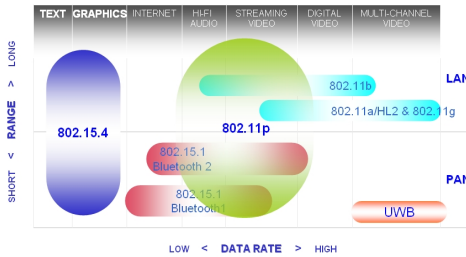 TEXT GRAPHICS INTERNET HI-FI AUDIO STREAMING VIDEO DIGITAL VIDEO MULTI-CHANNEL VIDEO
LONG
>
RANGE
<
SHORT
802.11b
LAN
802.11a/HL2 & 802.11g
802.11p
802.15.4
802.15.1
Bluetooth 2
PAN
802.15.1
Bluetooth1
UWB
LOW < DATA RATE > HIGH